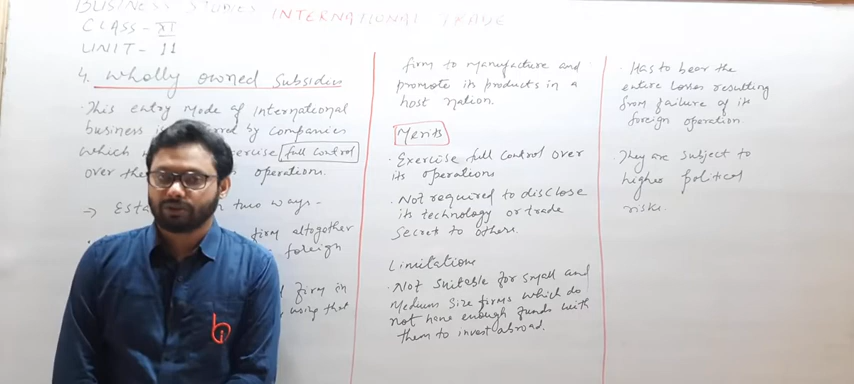 BUSINESS STUDIES INTERNATIONAL TRADE
CLASS - XI
UNIT - 11
4. Wholly owned subsidies
· This entry Mode of International
business is by companies
which exercise full control
over operations.
→ two ways -
firm altogether
foreign
firm in
using that
firm to manufacture and
promote its products in a
host nation.
Merits
· Exercise full control over
its operations
· Not required to disclose
its technology or trade
Secret to others.
Limitations
· Not suitable for small and
Medium size firms which do
not have enough funds with
them to invest abroad.
· Has to bear the
entire losses resulting
from failure of its
foreign operation.
· They are subject to
higher political
risks.